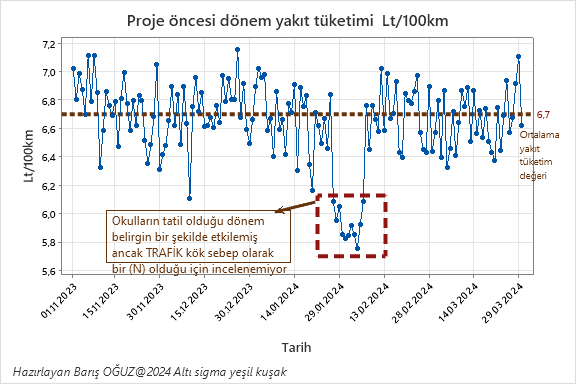 Proje öncesi dönem yakıt tüketimi Lt/100km
Lt/100km
7,2
7,0
6,8
6,6
6,4
6,2
6,0
5,8
5,6
6,7
Ortalama
yakıt
tüketim
değeri
Okulların tatil olduğu dönem
belirgin bir şekilde etkilemiş
ancak TRAFİK kök sebep olarak
bir (N) olduğu için incelenemiyor
01.11.2023
15.11.2023
30.11.2023
15.12.2023
30.12.2023
14.01.2024
29.01.2024
13.02.2024
28.02.2024
14.03.2024
29.03.2024
Tarih
Hazırlayan Barış OĞUZ@2024 Altı sigma yeşil kuşak